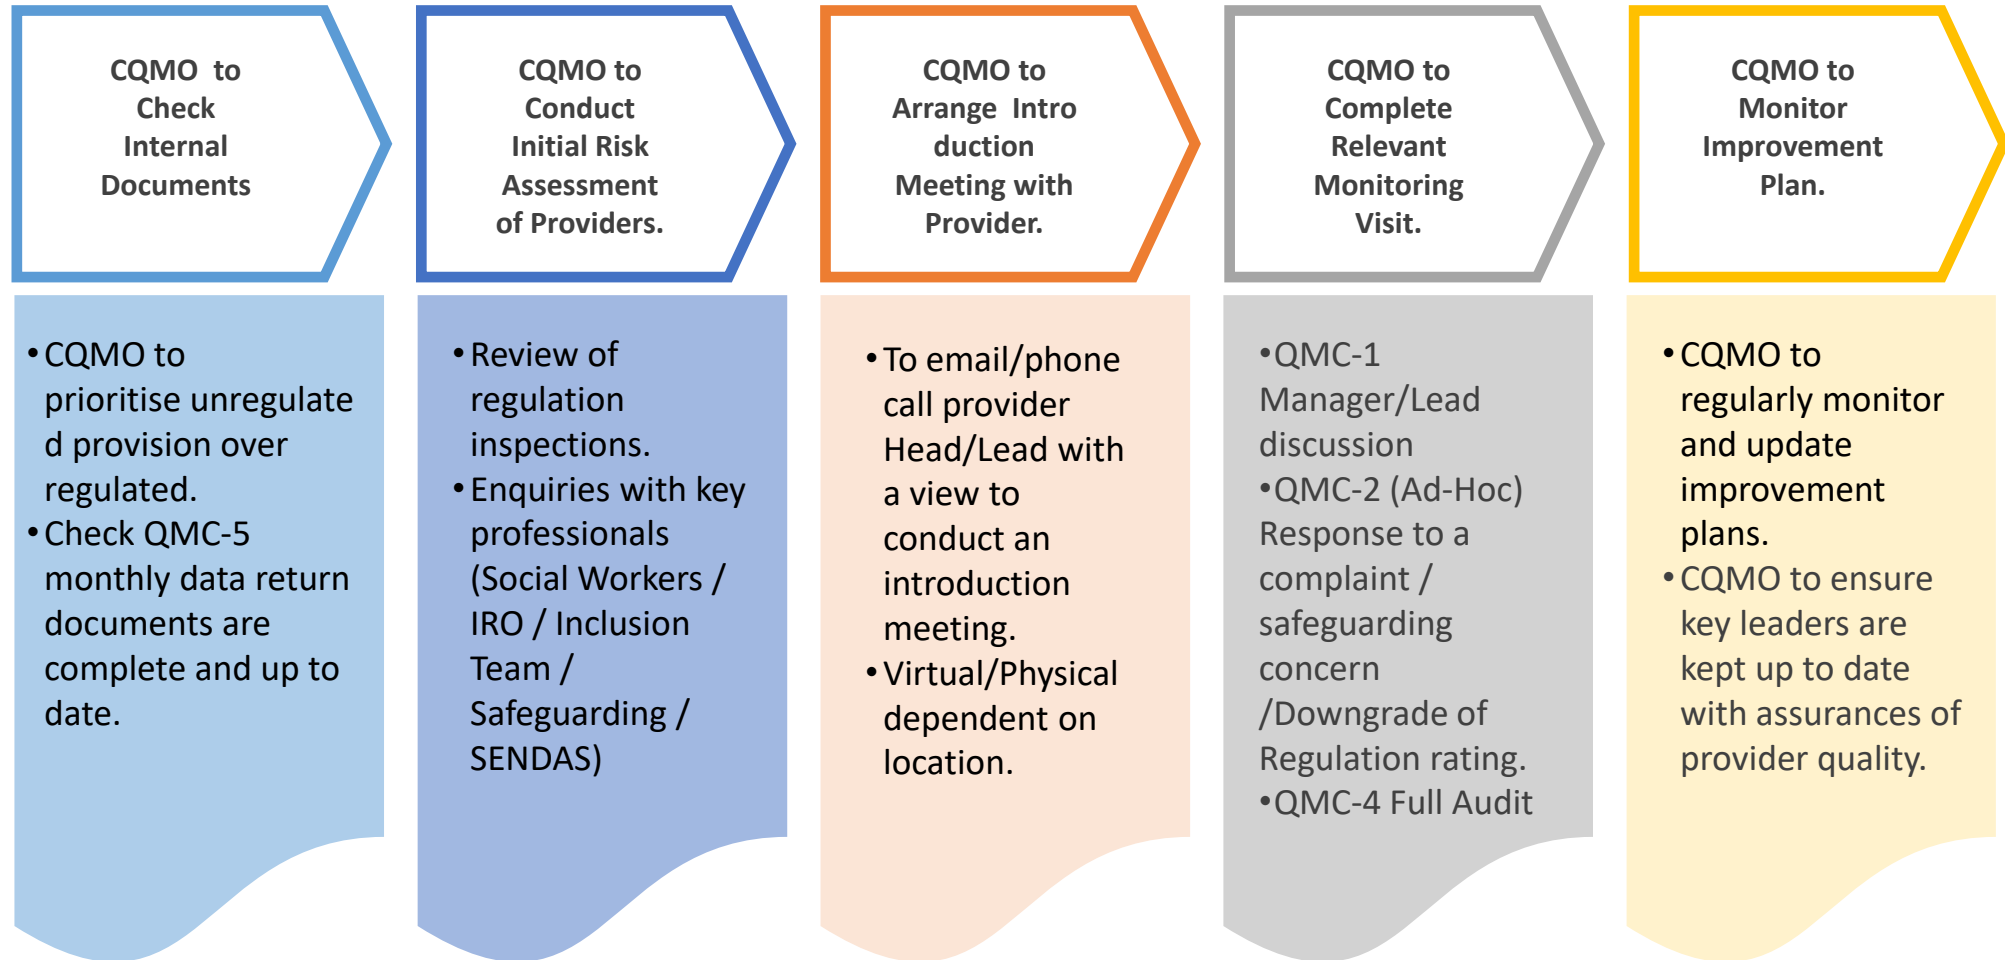 CQMO to
Check
Internal
Documents
•CQMO to
prioritise unregulate
d provision over
regulated.
•Check QMC-5
monthly data return
documents are
complete and up to
date.
CQMO to
Conduct
Initial Risk
Assessment
of Providers.
•Review of
regulation
inspections.
•Enquiries with key
professionals
(Social Workers /
IRO / Inclusion
Team /
Safeguarding /
SENDAS)
CQMO to
Arrange Intro
duction
Meeting with
Provider.
•To email/phone
call provider
Head/Lead with
a view to
conduct an
introduction
meeting.
•Virtual/Physical
dependent on
location.
CQMO to
Complete
Relevant
Monitoring
Visit.
•QMC-1
Manager/Lead
discussion
•QMC-2 (Ad-Hoc)
Response to a
complaint /
safeguarding
concern
/Downgrade of
Regulation rating.
•QMC-4 Full Audit
CQMO to
Monitor
Improvement
Plan.
•CQMO to
regularly monitor
and update
improvement
plans.
•CQMO to ensure
key leaders are
kept up to date
with assurances of
provider quality.